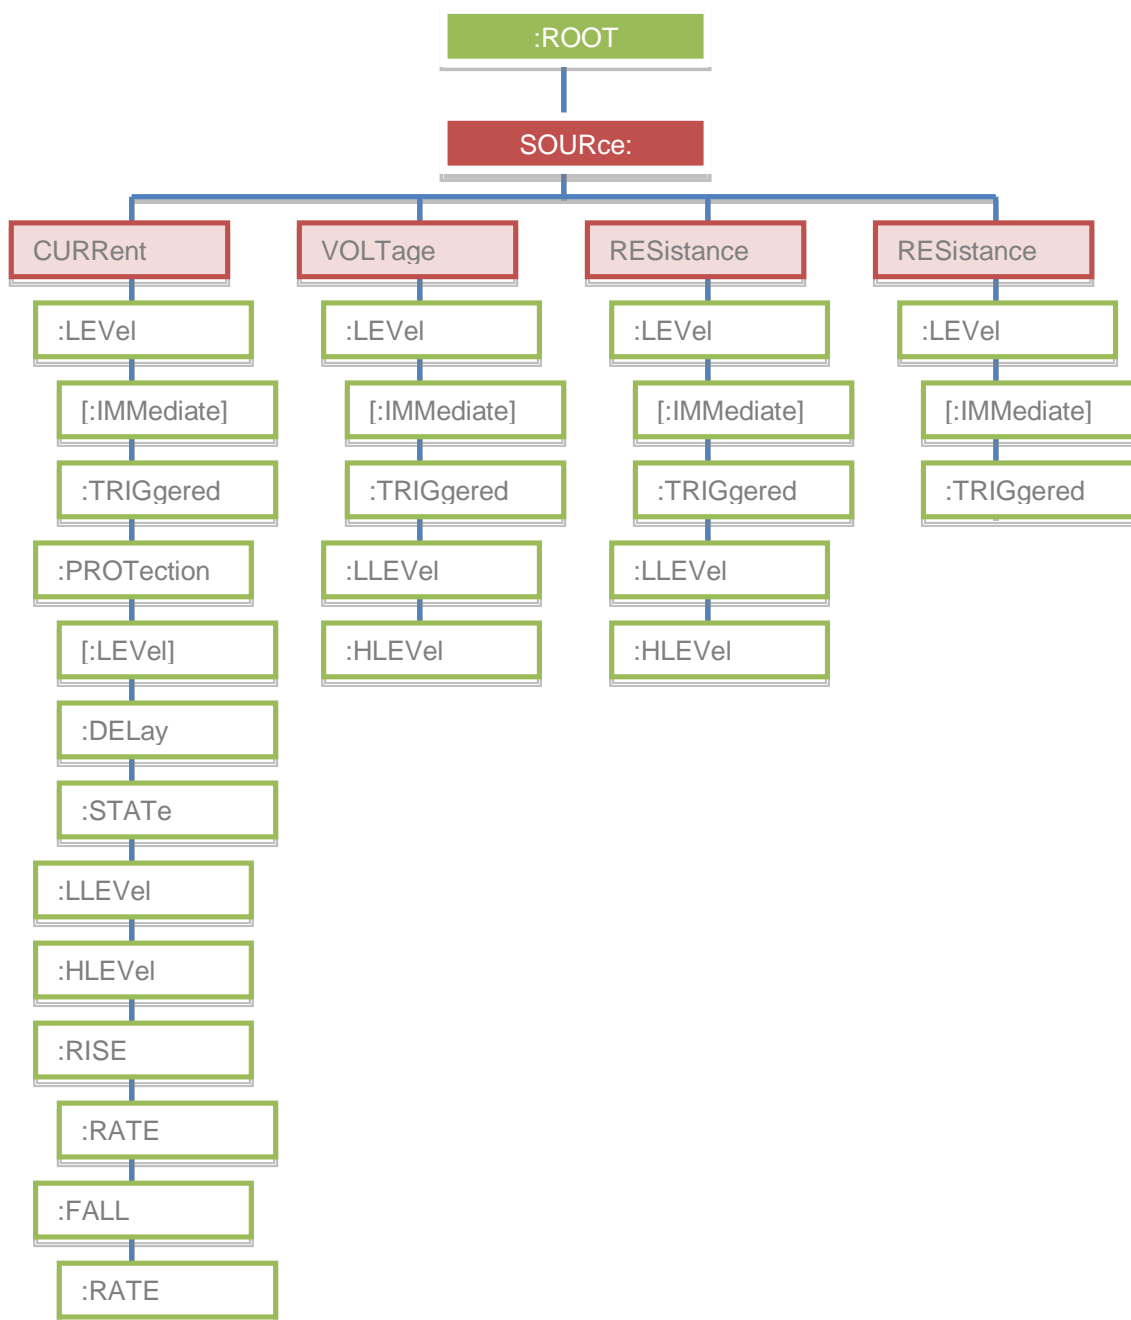 :ROOT
SOURce:
CURRent
:LEVel
[:IMMediate]
:TRIGgered
:PROTection
[:LEVel]
:DELay
:STATe
:LLEVel
:HLEVel
:RISE
:RATE
:FALL
:RATE
VOLTage
:LEVel
[:IMMediate]
:TRIGgered
:LLEVel
:HLEVel
RESistance
:LEVel
[:IMMediate]
:TRIGgered
:LLEVel
:HLEVel
RESistance
:LEVel
[:IMMediate]
:TRIGgered